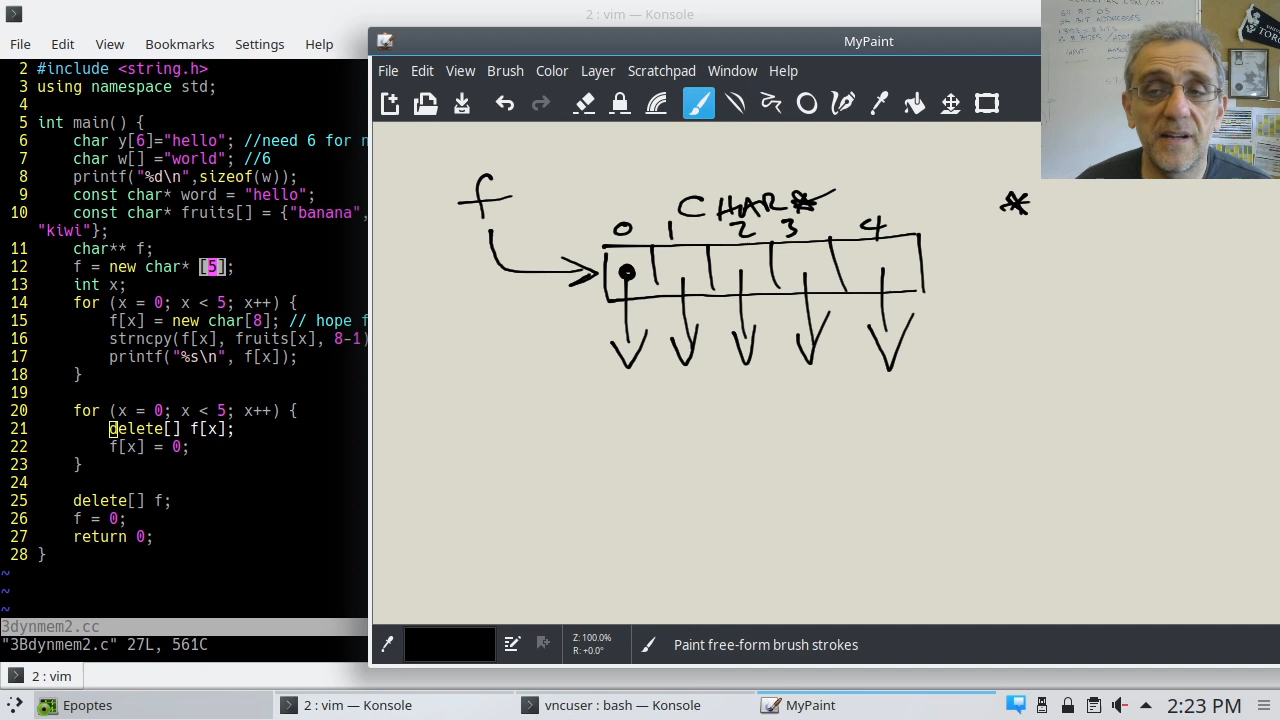 2 : vim — Konsole
File Edit View Bookmarks Settings Help
2 #include <string.h>
3 using namespace std;
4
5 int main() {
6 char y[6]="hello"; //need 6 for n
7 char w[] ="world"; //6
8 printf("%d\n",sizeof(w));
9 const char* word = "hello";
10 const char* fruits[] = {"banana",
"kiwi"};
11 char** f;
12 f = new char* [5];
13 int x;
14 for (x = 0; x < 5; x++) {
15 f[x] = new char[8]; // hope f
16 strncpy(f[x], fruits[x], 8-1)
17 printf("%s\n", f[x]);
18 }
19
20 for (x = 0; x < 5; x++) {
21 delete[] f[x];
22 f[x] = 0;
23 }
24
25 delete[] f;
26 f = 0;
27 return 0;
28 }
~
~
~
3dynmem2.cc
"3Bdynmem2.c" 27L, 561C
2 : vim
MyPaint
File Edit View Brush Color Layer Scratchpad Window Help
f
CHAR*
*
0 1 2 3 4
Z: 100.0%
R: +0.0°
Paint free-form brush strokes
64 BIT OS
Epoptes
2 : vim — Konsole
vncuser : bash — Konsole
MyPaint
2:23 PM